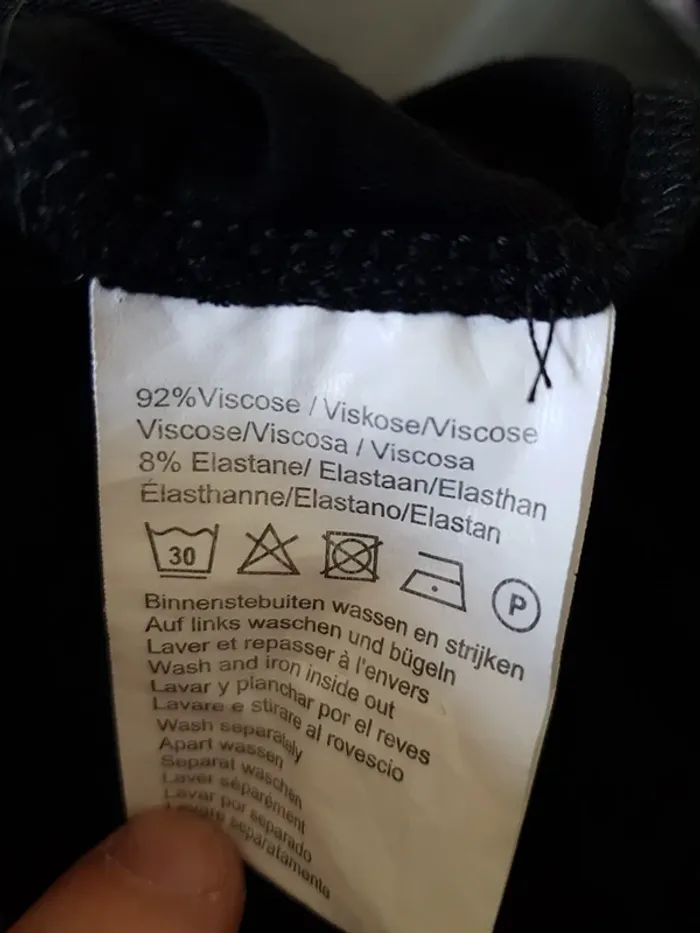 92%Viscose / Viskose/Viscose
Viscose/Viscosa / Viscosa
8% Elastane/ Elastaan/Elasthan
Élasthanne/Elastano/Elastan
30
P
Binnenstebuiten wassen en strijken
Auf links waschen und bügeln
Laver et repasser à l'envers
Wash and iron inside out
Lavar y planchar por el reves
Lavare e stirare al rovescio
Wash separately
Apart wassen
Separat waschen
Laver séparément
Lavar por separado
Lavare separatamente